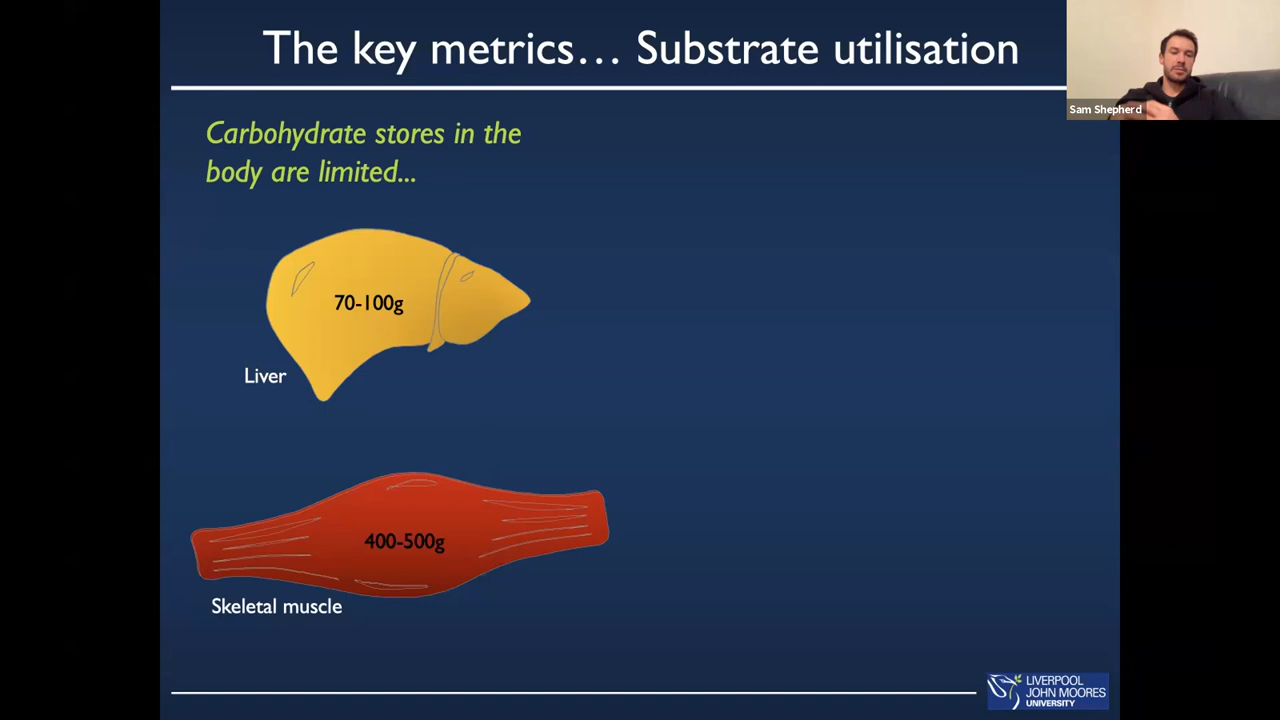 The key metrics... Substrate utilisation
Sam Shepherd
Carbohydrate stores in the
body are limited...
70-100g
Liver
400-500g
Skeletal muscle
LIVERPOOL
JOHN MOORES
UNIVERSITY